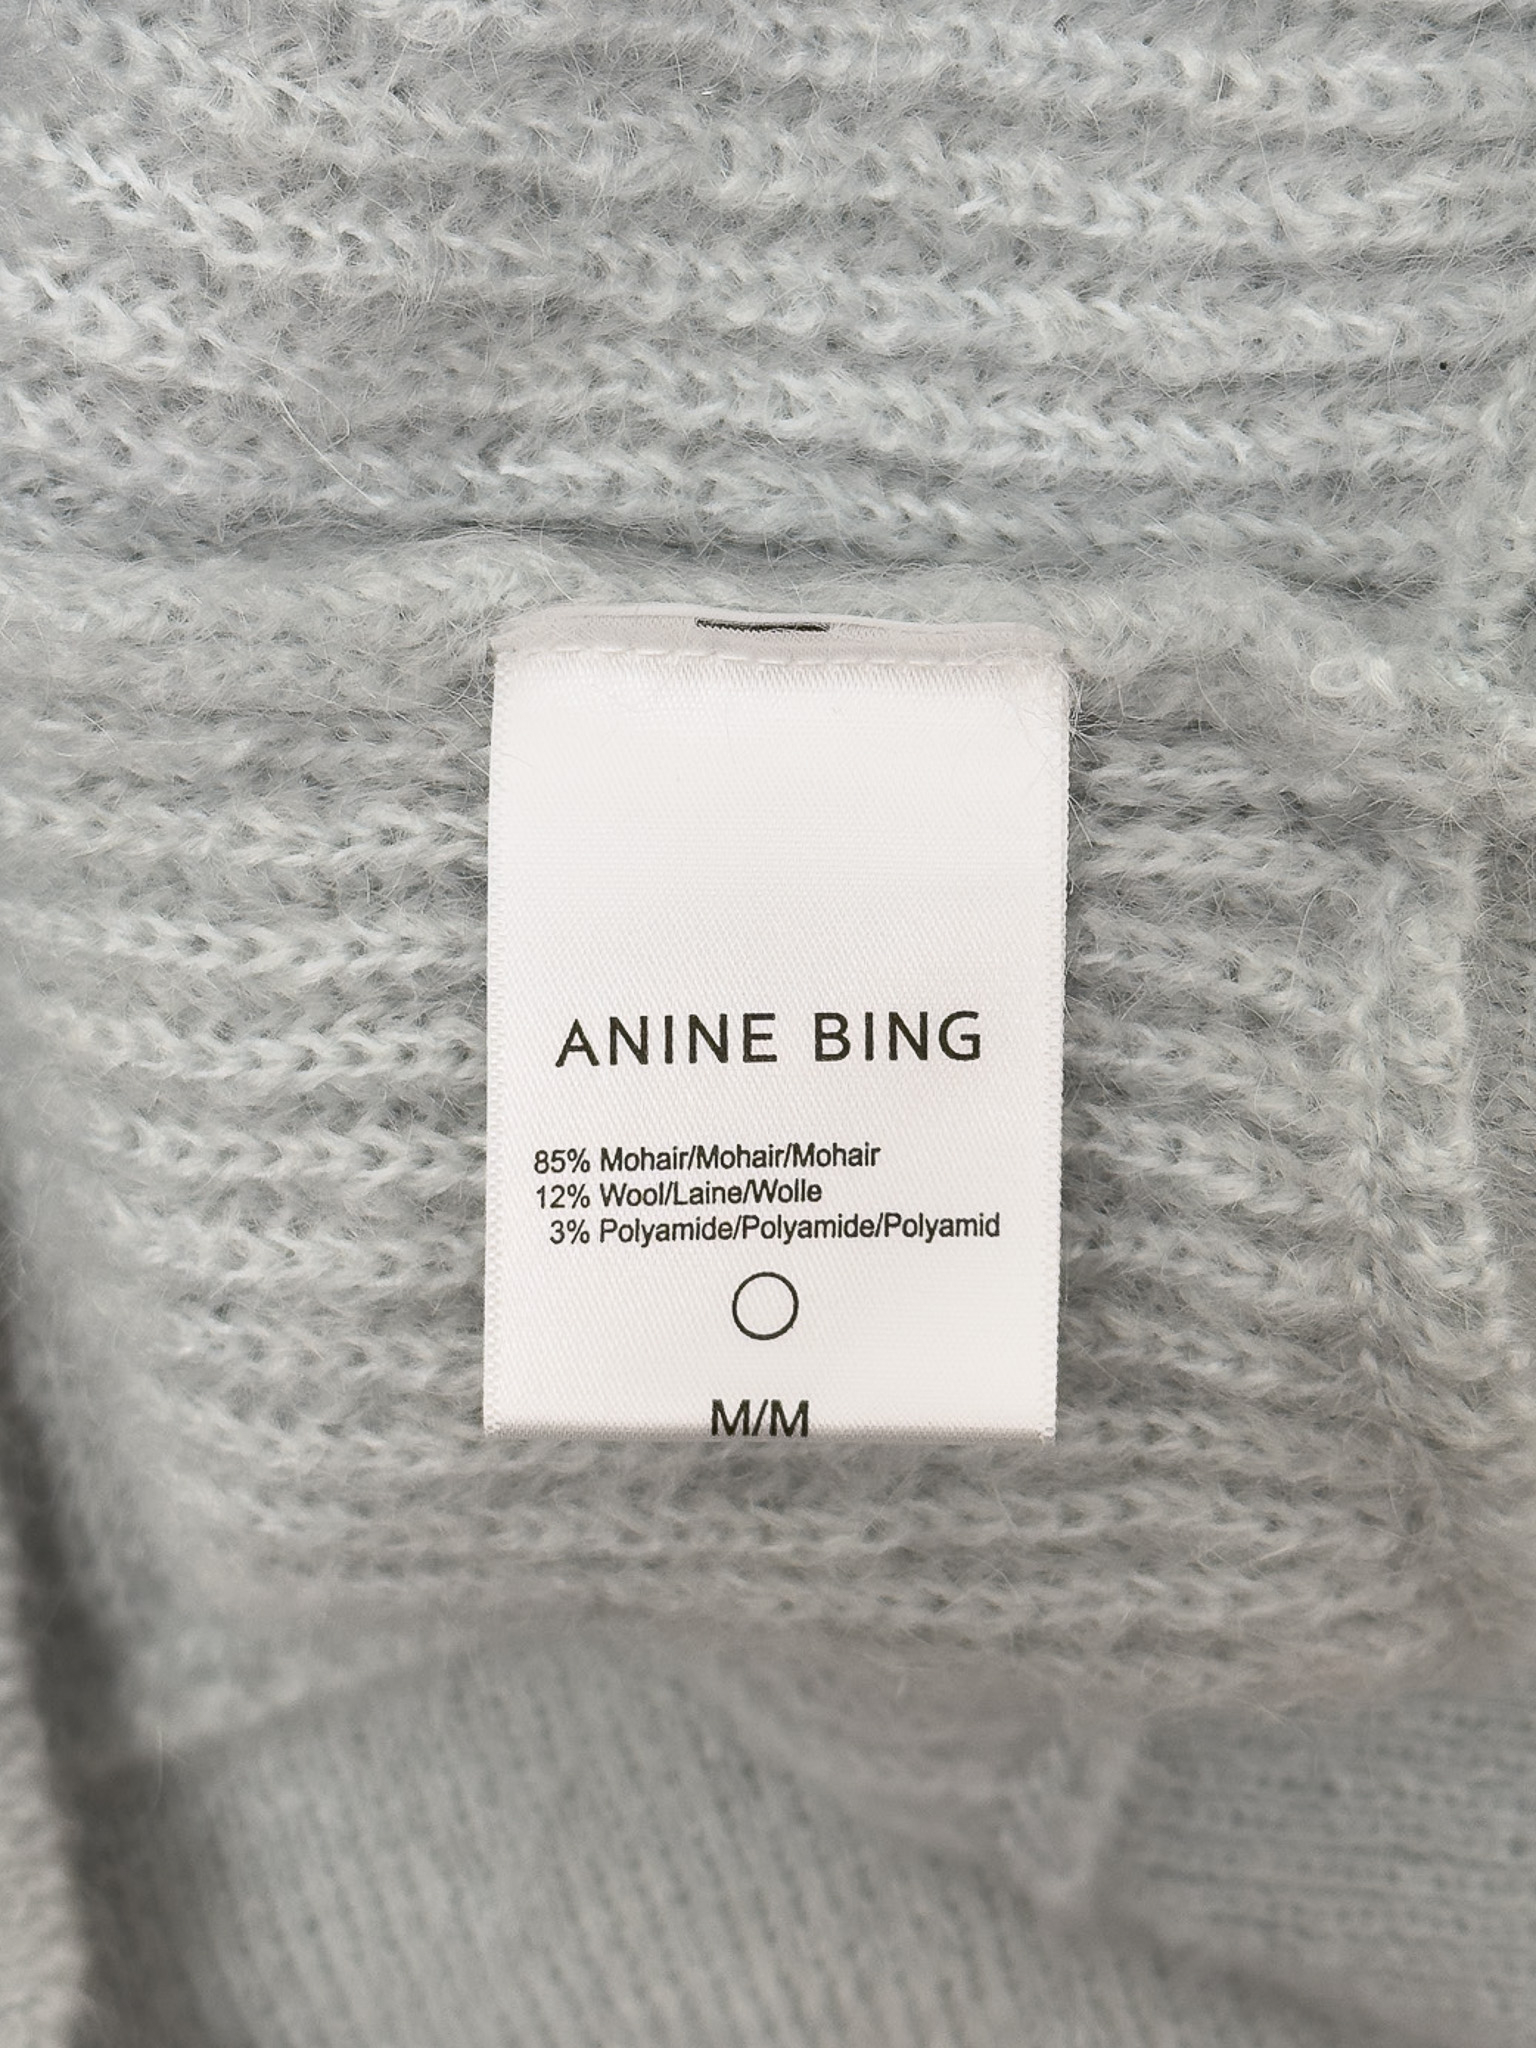 ANINE BING
85% Mohair/Mohair/Mohair
12% Wool/Laine/Wolle
3% Polyamide/Polyamide/Polyamid
M/M